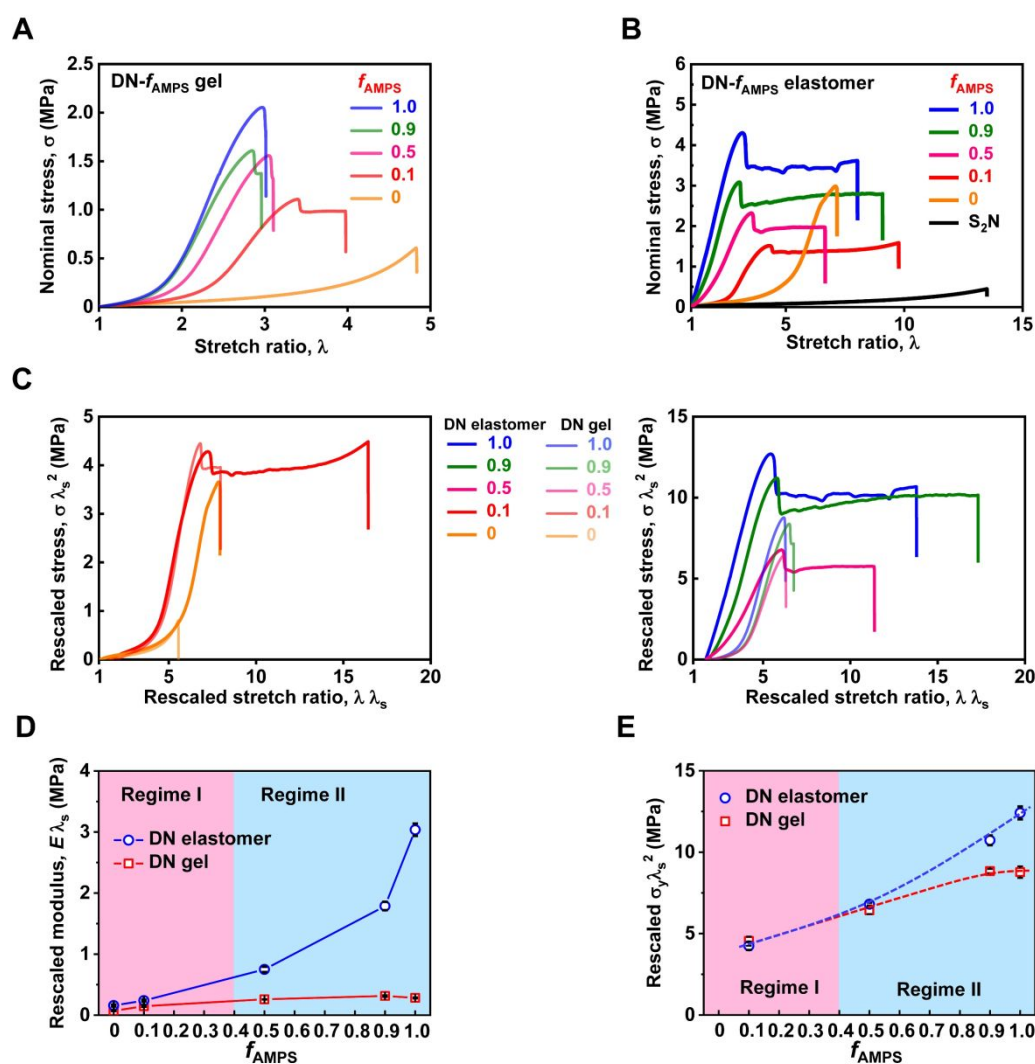 A
DN-fAMPS gel
fAMPS
1.0
0.9
0.5
0.1
0
Nominal stress, σ (MPa)
2.5
2.0
1.5
1.0
0.5
0
1 2 3 4 5
Stretch ratio, λ
B
DN-fAMPS elastomer
fAMPS
1.0
0.9
0.5
0.1
0
S2N
Nominal stress, σ (MPa)
6
5
4
3
2
1
0
1 5 10 15
Stretch ratio, λ
C
Rescaled stress, σ λs² (MPa)
5
4
3
2
1
0
1 5 10 15 20
Rescaled stretch ratio, λ λs
DN elastomer DN gel
1.0 1.0
0.9 0.9
0.5 0.5
0.1 0.1
0 0
Rescaled stress, σ λs² (MPa)
15
10
5
0
1 5 10 15 20
Rescaled stretch ratio, λ λs
D
Regime I Regime II
DN elastomer
DN gel
Rescaled modulus, E λs (MPa)
4
3
2
1
0
0 0.1 0.2 0.3 0.4 0.5 0.6 0.7 0.8 0.9 1.0
fAMPS
E
DN elastomer
DN gel
Regime I Regime II
Rescaled σyλs² (MPa)
15
10
5
0
0 0.1 0.2 0.3 0.4 0.5 0.6 0.7 0.8 0.9 1.0
fAMPS